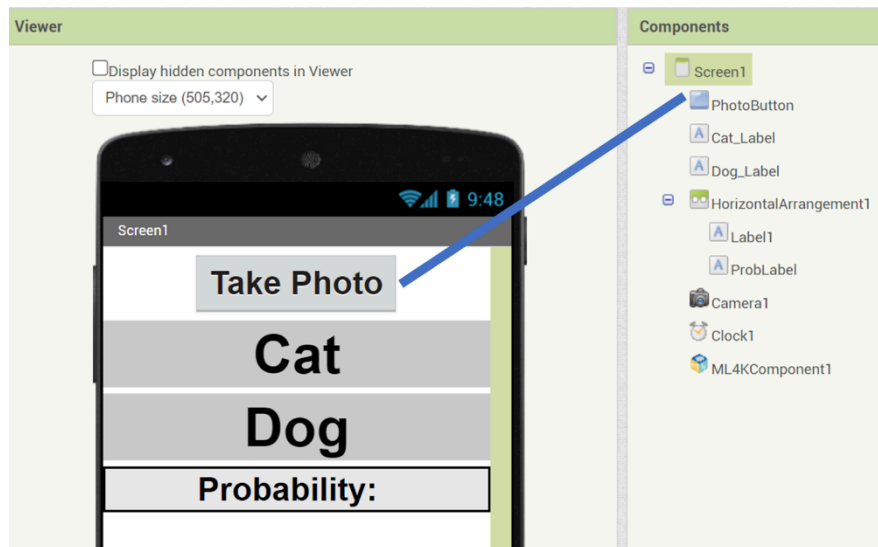 Viewer
Display hidden components in Viewer
Phone size (505,320)
9:48
Screen1
Take Photo
Cat
Dog
Probability:
Components
Screen1
PhotoButton
Cat_Label
Dog_Label
HorizontalArrangement1
Label1
ProbLabel
Camera1
Clock1
ML4KComponent1